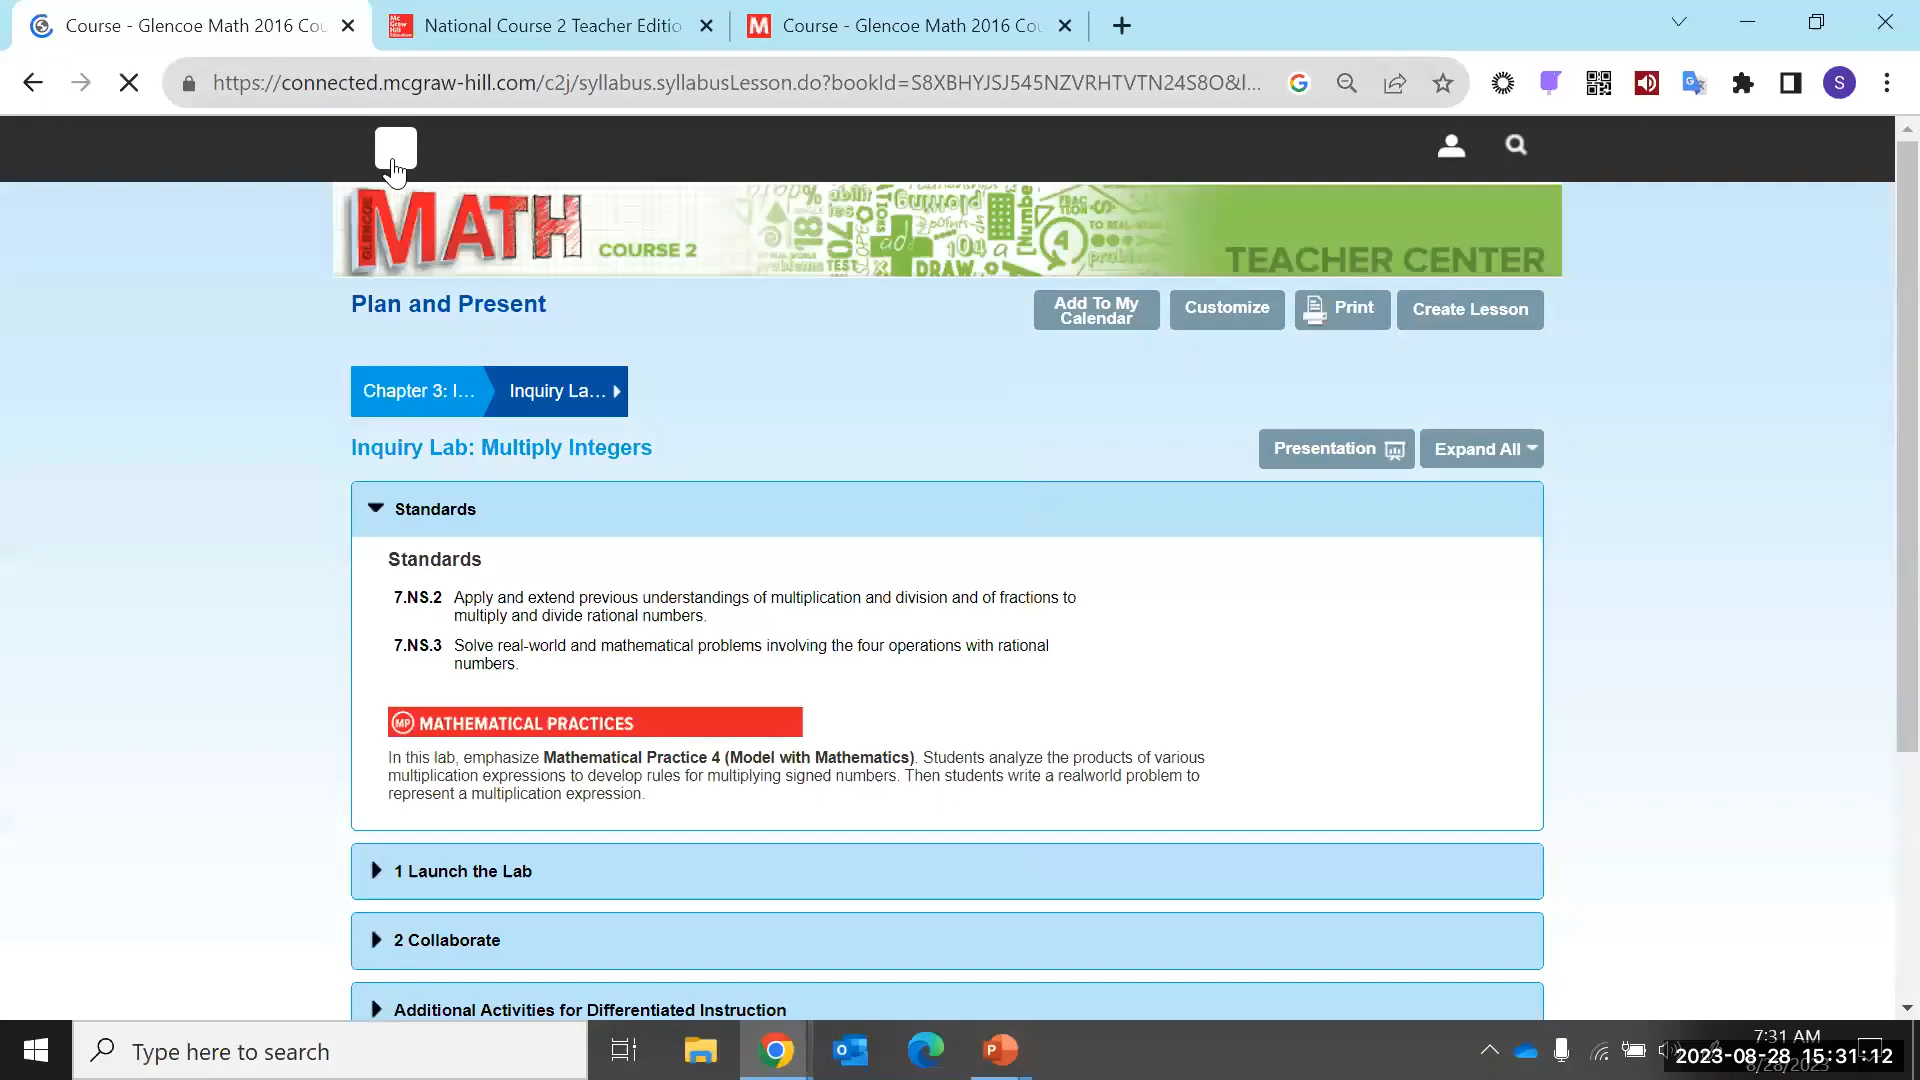 Course - Glencoe Math 2016 Cou
National Course 2 Teacher Editio
Course - Glencoe Math 2016 Cou
https://connected.mcgraw-hill.com/c2j/syllabus.syllabusLesson.do?bookId=S8XBHYJSJ545NZVRHTVTN24S8O&l...
S
GLENCOE MATH COURSE 2
TEACHER CENTER
Plan and Present
Add To My Calendar
Customize
Print
Create Lesson
Chapter 3: I...
Inquiry La...
Inquiry Lab: Multiply Integers
Presentation
Expand All
Standards
Standards
7.NS.2 Apply and extend previous understandings of multiplication and division and of fractions to
multiply and divide rational numbers.
7.NS.3 Solve real-world and mathematical problems involving the four operations with rational
numbers.
MP MATHEMATICAL PRACTICES
In this lab, emphasize Mathematical Practice 4 (Model with Mathematics). Students analyze the products of various
multiplication expressions to develop rules for multiplying signed numbers. Then students write a realworld problem to
represent a multiplication expression.
1 Launch the Lab
2 Collaborate
Additional Activities for Differentiated Instruction
Type here to search
7:31 AM
2023-08-28 15:31:12
8/28/2023